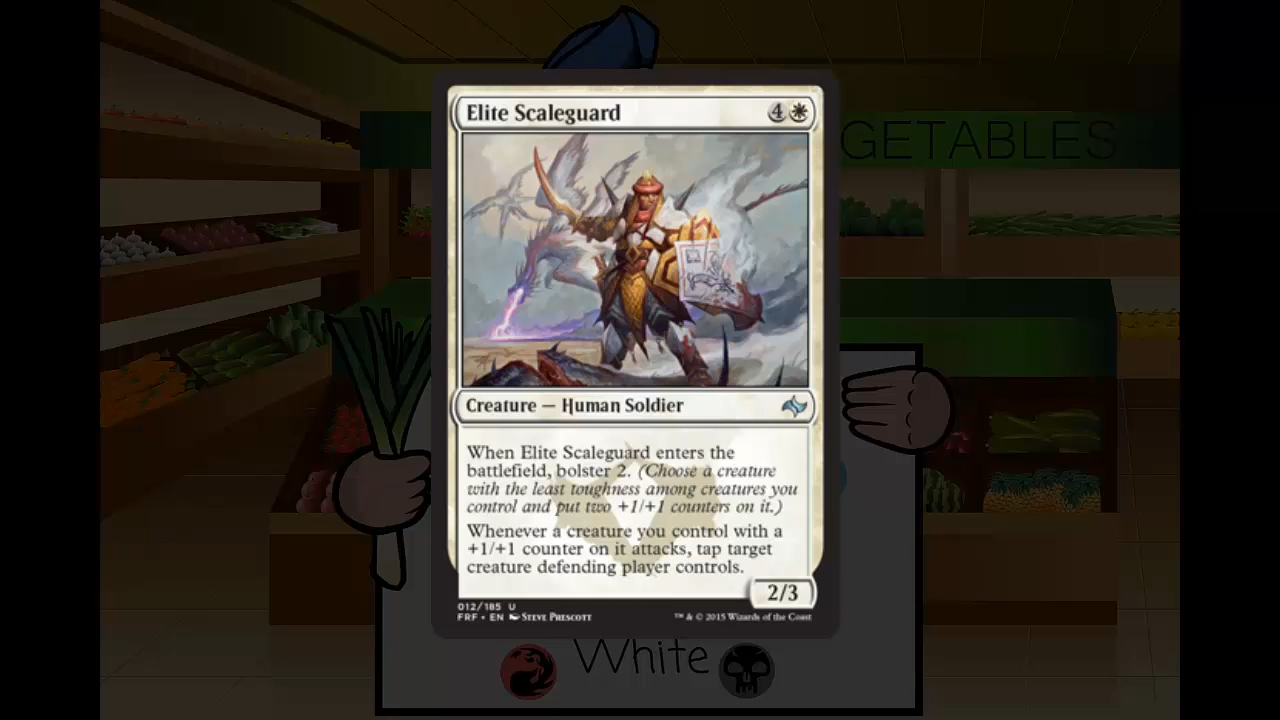 GETABLES
Elite Scaleguard
4
Creature — Human Soldier
When Elite Scaleguard enters the
battlefield, bolster 2. (Choose a creature
with the least toughness among creatures you
control and put two +1/+1 counters on it.)
Whenever a creature you control with a
+1/+1 counter on it attacks, tap target
creature defending player controls.
2/3
012/185 U
FRF • EN STEVE PRESCOTT
™ & © 2015 Wizards of the Coast
White